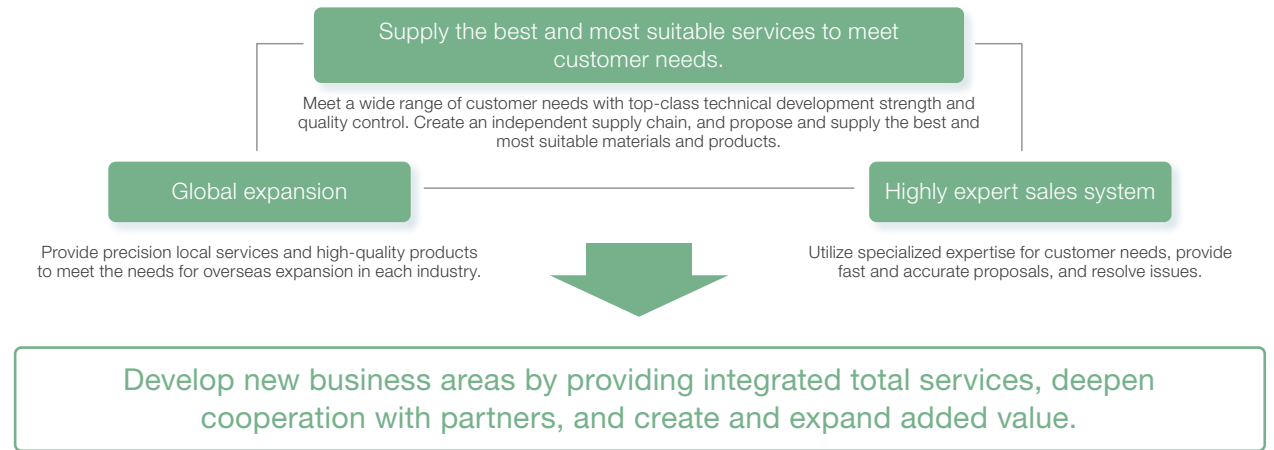 Supply the best and most suitable services to meet
customer needs.
Meet a wide range of customer needs with top-class technical development strength and
quality control. Create an independent supply chain, and propose and supply the best and
most suitable materials and products.
Global expansion
Provide precision local services and high-quality products
to meet the needs for overseas expansion in each industry.
Highly expert sales system
Utilize specialized expertise for customer needs, provide
fast and accurate proposals, and resolve issues.
Develop new business areas by providing integrated total services, deepen
cooperation with partners, and create and expand added value.